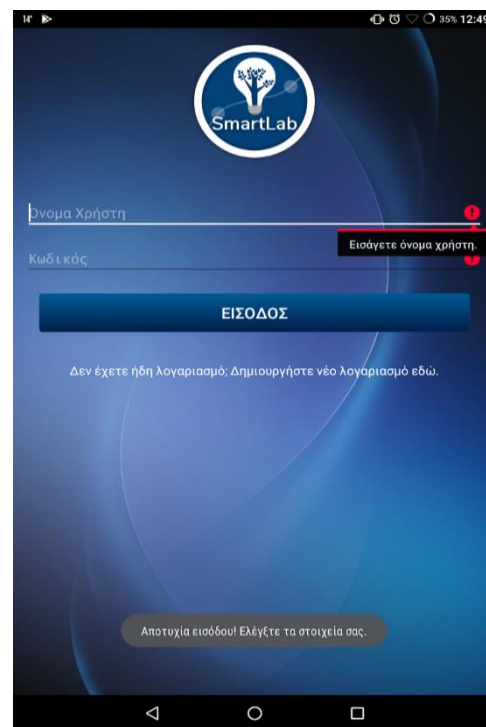 14° 35% 12:49
SmartLab
Όνομα Χρήστη
Εισάγετε όνομα χρήστη.
Κωδικός
ΕΙΣΟΔΟΣ
Δεν έχετε ήδη λογαριασμό; Δημιουργήστε νέο λογαριασμό εδώ.
Αποτυχία εισόδου! Ελέγξτε τα στοιχεία σας.